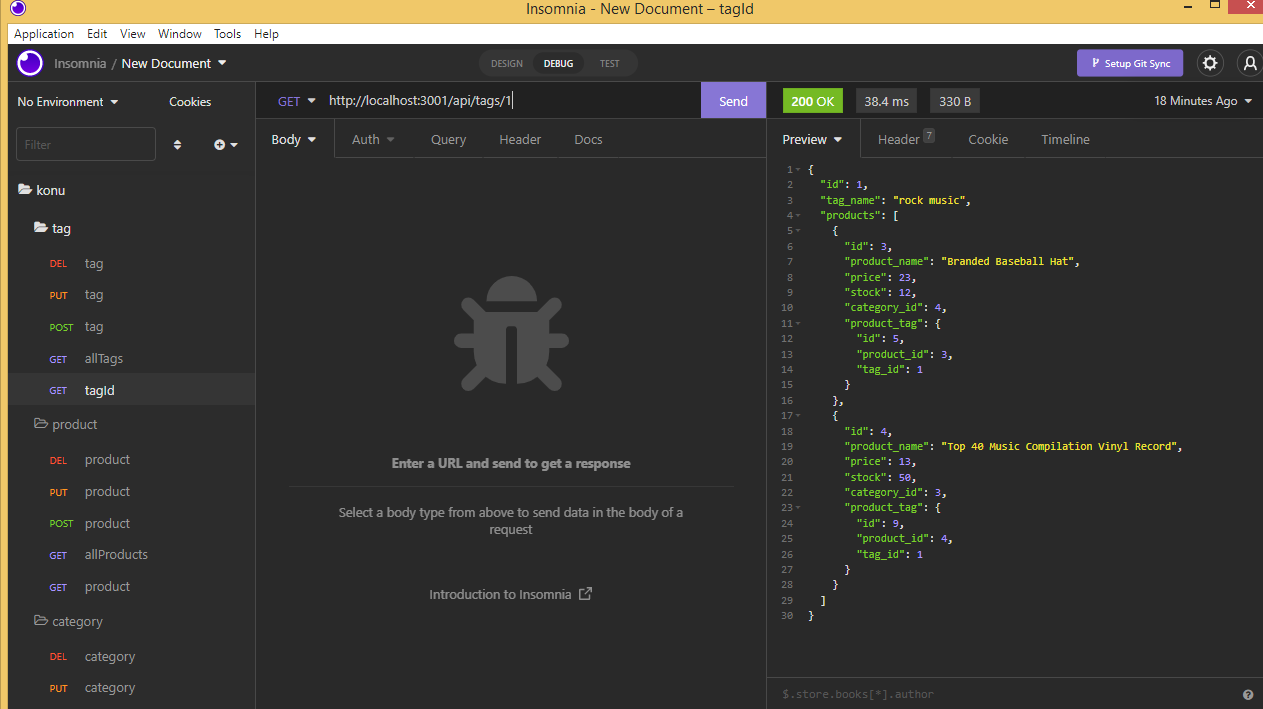 Insomnia - New Document – tagId
Application Edit View Window Tools Help
Insomnia / New Document
DESIGN DEBUG TEST
Setup Git Sync
No Environment
Cookies
GET http://localhost:3001/api/tags/1
Send
200 OK
38.4 ms
330 B
18 Minutes Ago
Filter
Body Auth Query Header Docs
Preview Header 7 Cookie Timeline
konu
tag
DEL tag
PUT tag
POST tag
GET allTags
GET tagId
product
DEL product
PUT product
POST product
GET allProducts
GET product
category
DEL category
PUT category
Enter a URL and send to get a response
Select a body type from above to send data in the body of a
request
Introduction to Insomnia
1 {
2 "id": 1,
3 "tag_name": "rock music",
4 "products": [
5 {
6 "id": 3,
7 "product_name": "Branded Baseball Hat",
8 "price": 23,
9 "stock": 12,
10 "category_id": 4,
11 "product_tag": {
12 "id": 5,
13 "product_id": 3,
14 "tag_id": 1
15 }
16 },
17 {
18 "id": 4,
19 "product_name": "Top 40 Music Compilation Vinyl Record",
20 "price": 13,
21 "stock": 50,
22 "category_id": 3,
23 "product_tag": {
24 "id": 9,
25 "product_id": 4,
26 "tag_id": 1
27 }
28 }
29 ]
30 }
$.store.books[*].author